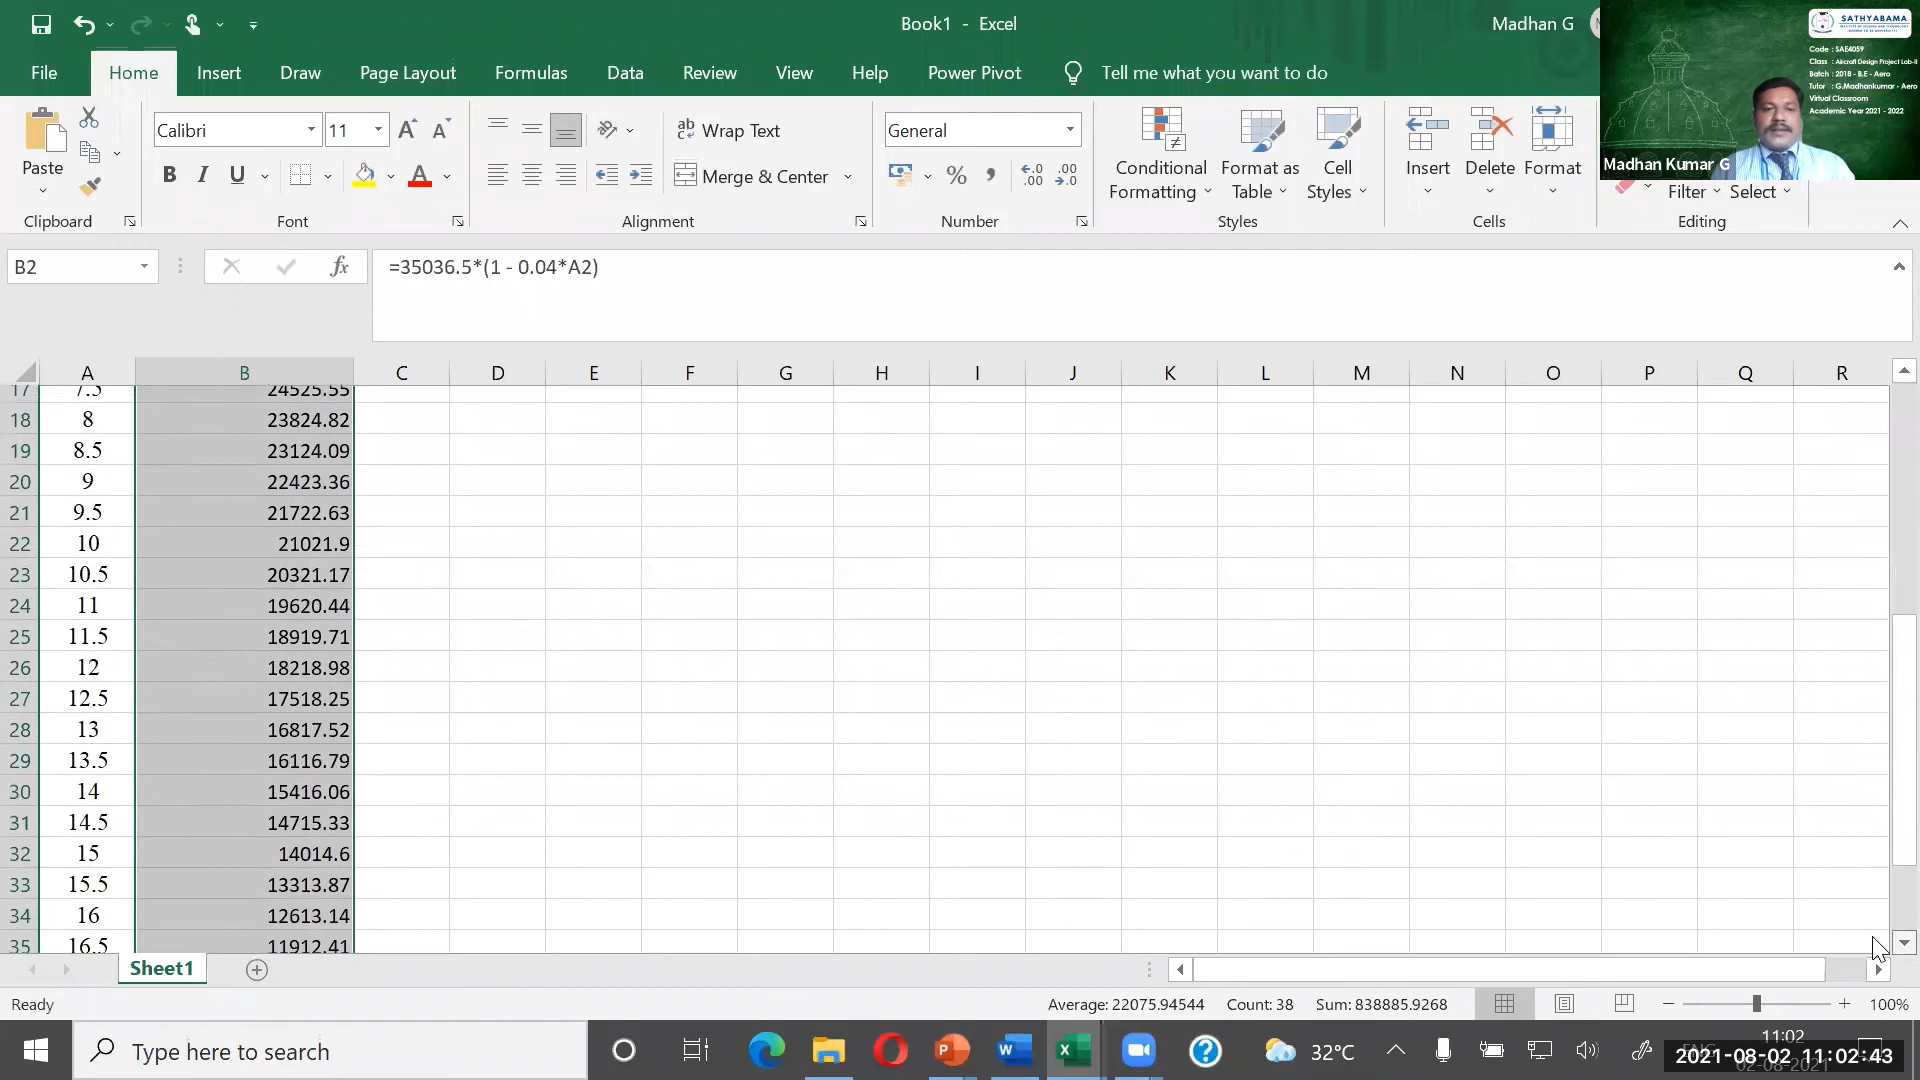 Book1 - Excel
Madhan G
File Home Insert Draw Page Layout Formulas Data Review View Help Power Pivot Tell me what you want to do
SATHYABAMA
Code : SAE4059
Class : Aircraft Design Project Lab-II
Batch : 2018 - B.E - Aero
Tutor : G.Madhankumar - Aero
Virtual Classroom
Academic Year 2021 - 2022
Madhan Kumar G
Calibri 11 Wrap Text General
Paste B I U A Merge & Center % , Conditional Formatting Format as Table Cell Styles Insert Delete Format Filter Select
Clipboard Font Alignment Number Styles Cells Editing
B2 fx =35036.5*(1 - 0.04*A2)
A B C D E F G H I J K L M N O P Q R
17 7.5 24525.55
18 8 23824.82
19 8.5 23124.09
20 9 22423.36
21 9.5 21722.63
22 10 21021.9
23 10.5 20321.17
24 11 19620.44
25 11.5 18919.71
26 12 18218.98
27 12.5 17518.25
28 13 16817.52
29 13.5 16116.79
30 14 15416.06
31 14.5 14715.33
32 15 14014.6
33 15.5 13313.87
34 16 12613.14
35 16.5 11912.41
Sheet1
Ready Average: 22075.94544 Count: 38 Sum: 838885.9268 100%
Type here to search 32°C 11:02
2021-08-02 11:02:43
02-08-2021